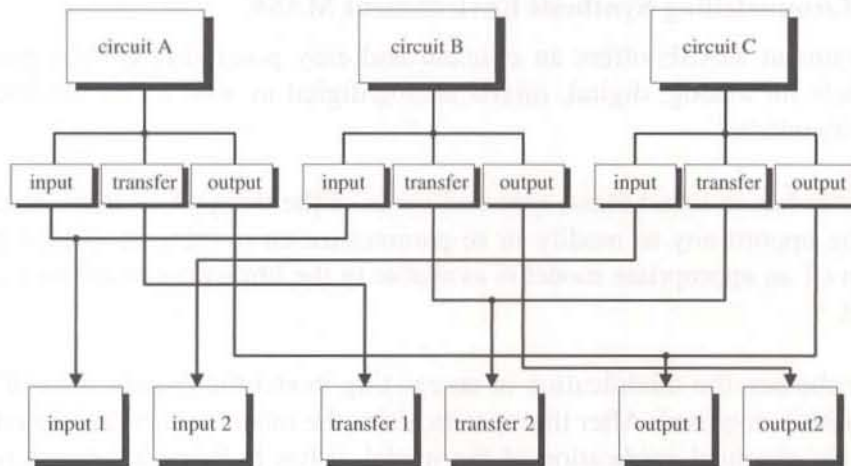 circuit A
circuit B
circuit C
input
transfer
output
input
transfer
output
input
transfer
output
input 1
input 2
transfer 1
transfer 2
output 1
output2